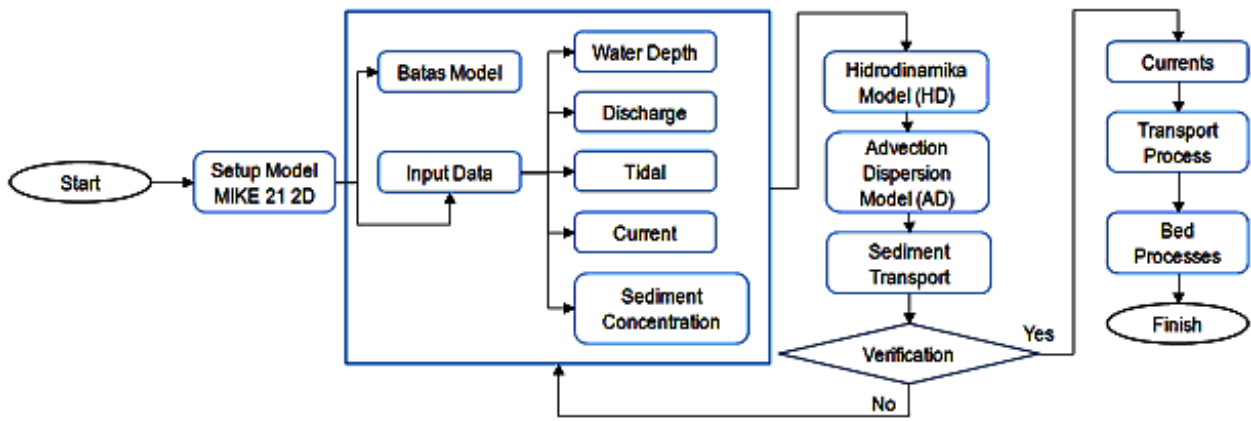 Start
Setup Model
MIKE 21 2D
Batas Model
Input Data
Water Depth
Discharge
Tidal
Current
Sediment
Concentration
Hidrodinamika
Model (HD)
Advection
Dispersion
Model (AD)
Sediment
Transport
Verification
Yes
No
Currents
Transport
Process
Bed
Processes
Finish